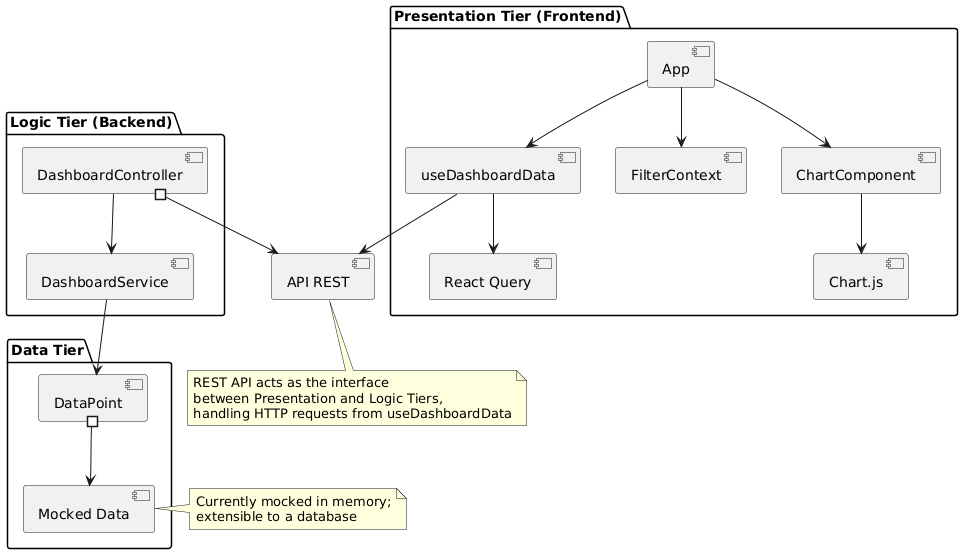 Presentation Tier (Frontend)
App
Logic Tier (Backend)
DashboardController
useDashboardData
FilterContext
ChartComponent
DashboardService
API REST
React Query
Chart.js
Data Tier
DataPoint
REST API acts as the interface
between Presentation and Logic Tiers,
handling HTTP requests from useDashboardData
Mocked Data
Currently mocked in memory;
extensible to a database